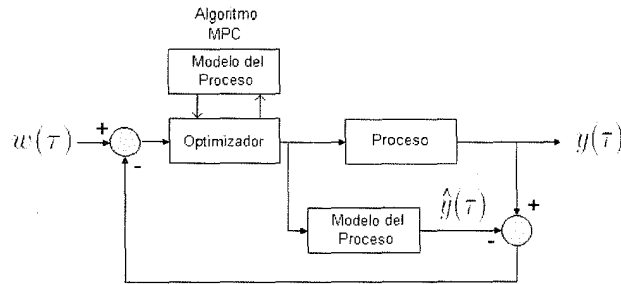 Algoritmo
MPC
Modelo del
Proceso
w(τ)
+
-
Optimizador
Proceso
y(τ)
Modelo del
Proceso
ŷ(τ)
+
-